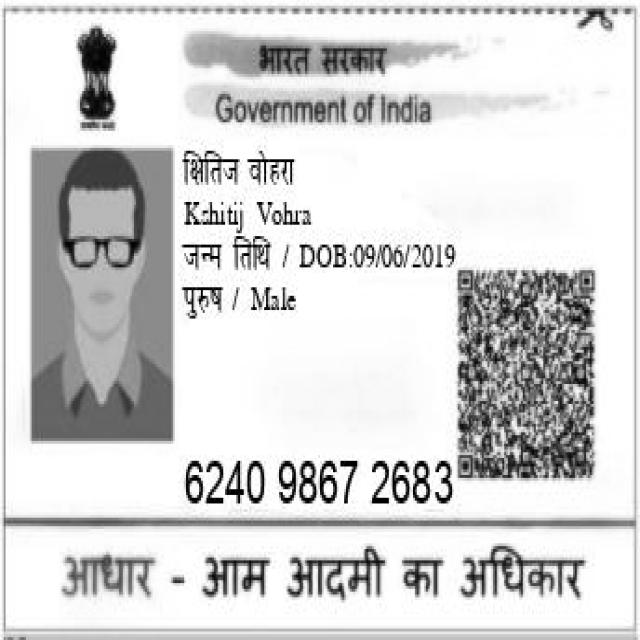 भारत सरकार
Government of India
क्षितिज वोहरा
Kshitij Vohra
जन्म तिथि / DOB:09/06/2019
पुरुष / Male
6240 9867 2683
आधार - आम आदमी का अधिकार